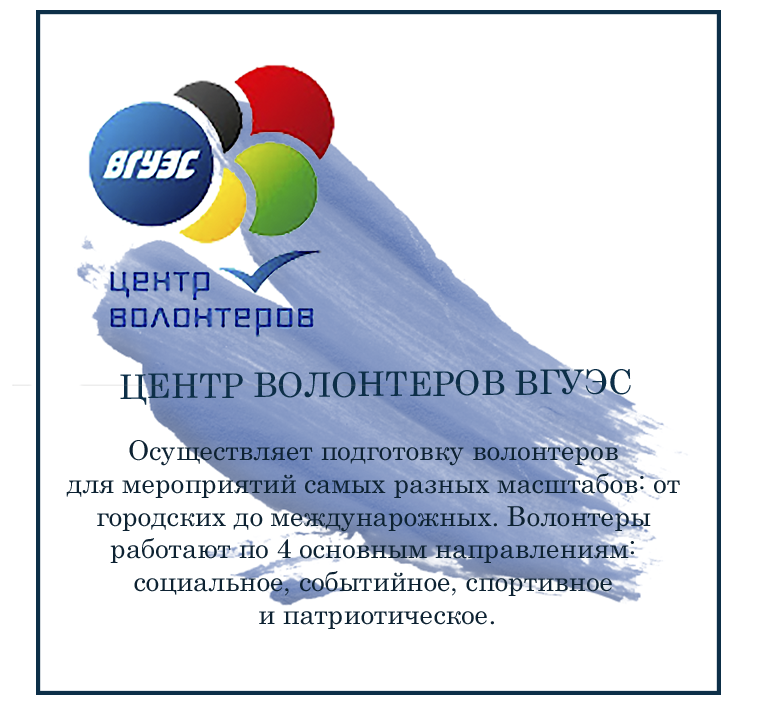 ВГУЭС
центр
волонтеров
ЦЕНТР ВОЛОНТЕРОВ ВГУЭС
Осуществляет подготовку волонтеров
для мероприятий самых разных масштабов: от
городских до междунарожных. Волонтеры
работают по 4 основным направлениям:
социальное, событийное, спортивное
и патриотическое.